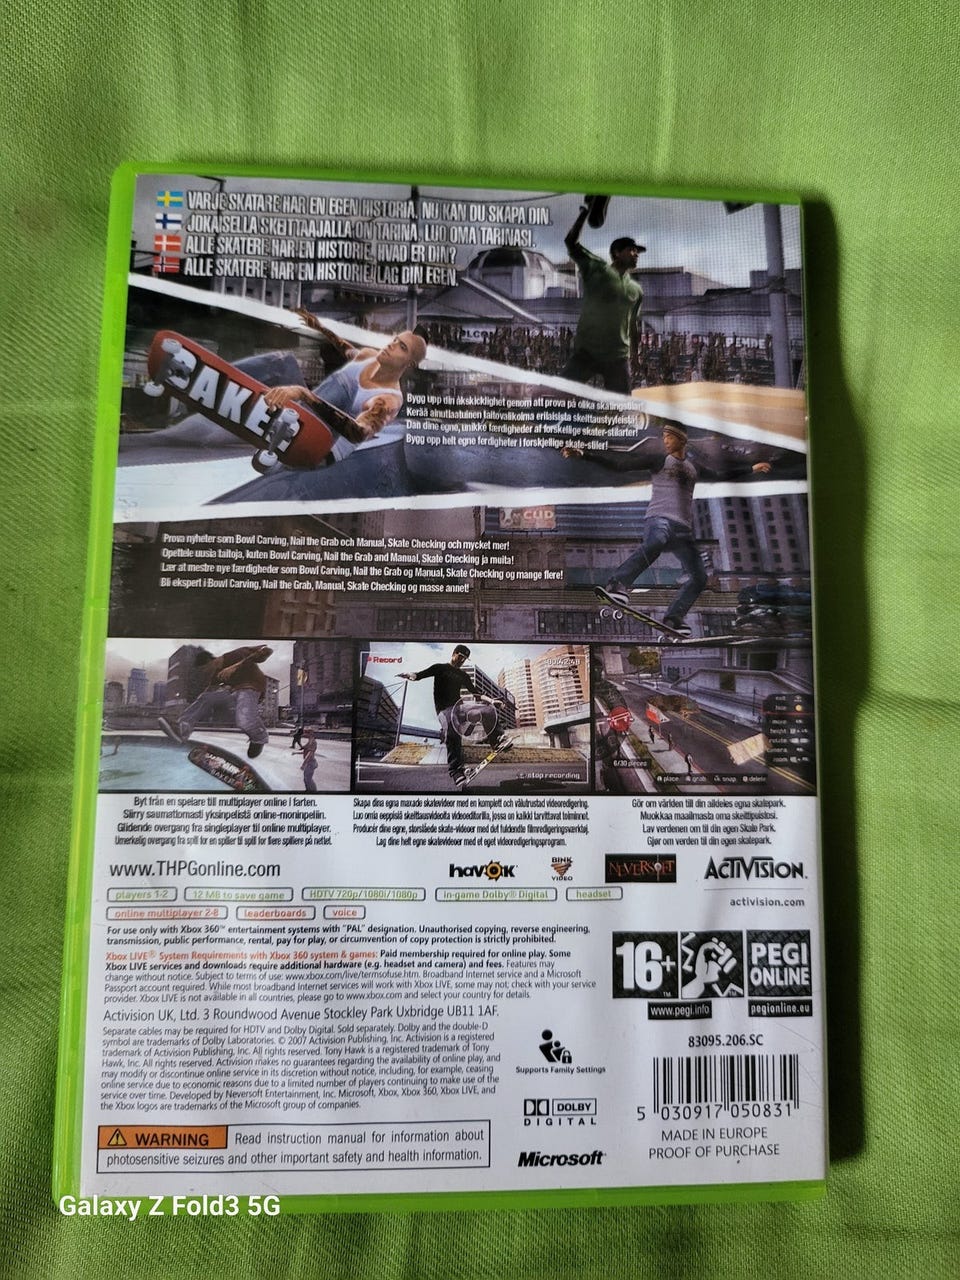 VARJE SKATARE HAR EN EGEN HISTORIA. NU KAN DU SKAPA DIN.
JOKAISELLA SKEITTAAJALLA ON TARINA. LUO OMA TARINASI.
ALLE SKATERE HAR EN HISTORIE, HVAD ER DIN?
ALLE SKATERE HAR EN HISTORIE. LAG DIN EGEN.
BAKER
Bygg upp din åkskicklighet genom att prova på olika skatingstilar!
Kerää ainutlaatuinen taitovalikoima erilaisista skeittaustyyleistä!
Dan dine egne, unikke færdigheder af forskellige skater-stilarter!
Bygg opp helt egne ferdigheter i forskjellige skate-stiler!
Prova nyheter som Bowl Carving, Nail the Grab och Manual, Skate Checking och mycket mer!
Opettele uusia taitoja, kuten Bowl Carving, Nail the Grab and Manual, Skate Checking ja muita!
Lær at mestre nye færdigheder som Bowl Carving, Nail the Grab og Manual, Skate Checking og mange flere!
Bli ekspert i Bowl Carving, Nail the Grab, Manual, Skate Checking og masse annet!
Record
stop recording
6/30 pieces
place grab snap delete
Byt från en spelare till multiplayer online i farten.
Siirry saumattomasti yksinpelistä online-moninpeliin.
Glidende overgang fra singleplayer til online multiplayer.
Umerkelig overgang fra spill for en spiller til spill for flere spillere på nettet.
Skapa dina egna maxade skatevideor med en komplett och välutrustad videoredigering.
Luo omia eeppisiä skeittausvideoita videoeditorilla, jossa on kaikki tarvittavat toiminnot.
Producér dine egne, storslåede skate-videoer med det fuldendte filmredigeringsværktøj.
Lag dine helt egne skatevideoer med et eget videoredigeringsprogram.
Gör om världen till din alldeles egna skatepark.
Muokkaa maailmasta oma skeittipuistosi.
Lav verdenen om til din egen Skate Park.
Gjør om verden til din egen skatepark.
www.THPGonline.com
havok
BINK VIDEO
NEVERSOFT
ACTIVISION.
activision.com
players 1-2
12 MB to save game
HDTV 720p/1080i/1080p
in-game Dolby® Digital
headset
online multiplayer 2-8
leaderboards
voice
For use only with Xbox 360™ entertainment systems with "PAL" designation. Unauthorised copying, reverse engineering,
transmission, public performance, rental, pay for play, or circumvention of copy protection is strictly prohibited.
Xbox LIVE® System Requirements with Xbox 360 system & games: Paid membership required for online play. Some
Xbox LIVE services and downloads require additional hardware (e.g. headset and camera) and fees. Features may
change without notice. Subject to terms of use: www.xbox.com/live/termsofuse.htm. Broadband Internet service and a Microsoft
Passport account required. While most broadband Internet services will work with Xbox LIVE, some may not; check with your service
provider. Xbox LIVE is not available in all countries, please go to www.xbox.com and select your country for details.
Activision UK, Ltd. 3 Roundwood Avenue Stockley Park Uxbridge UB11 1AF.
Separate cables may be required for HDTV and Dolby Digital. Sold separately. Dolby and the double-D
symbol are trademarks of Dolby Laboratories. © 2007 Activision Publishing, Inc. Activision is a registered
trademark of Activision Publishing, Inc. All rights reserved. Tony Hawk is a registered trademark of Tony
Hawk, Inc. All rights reserved. Activision makes no guarantees regarding the availability of online play, and
may modify or discontinue online service in its discretion without notice, including, for example, ceasing
online service due to economic reasons due to a limited number of players continuing to make use of the
service over time. Developed by Neversoft Entertainment, Inc. Microsoft, Xbox, Xbox 360, Xbox LIVE, and
the Xbox logos are trademarks of the Microsoft group of companies.
WARNING
Read instruction manual for information about
photosensitive seizures and other important safety and health information.
16+
PEGI ONLINE
www.pegi.info
pegionline.eu
Supports Family Settings
DOLBY
DIGITAL
Microsoft
83095.206.SC
5 030917 050831
MADE IN EUROPE
PROOF OF PURCHASE
Galaxy Z Fold3 5G